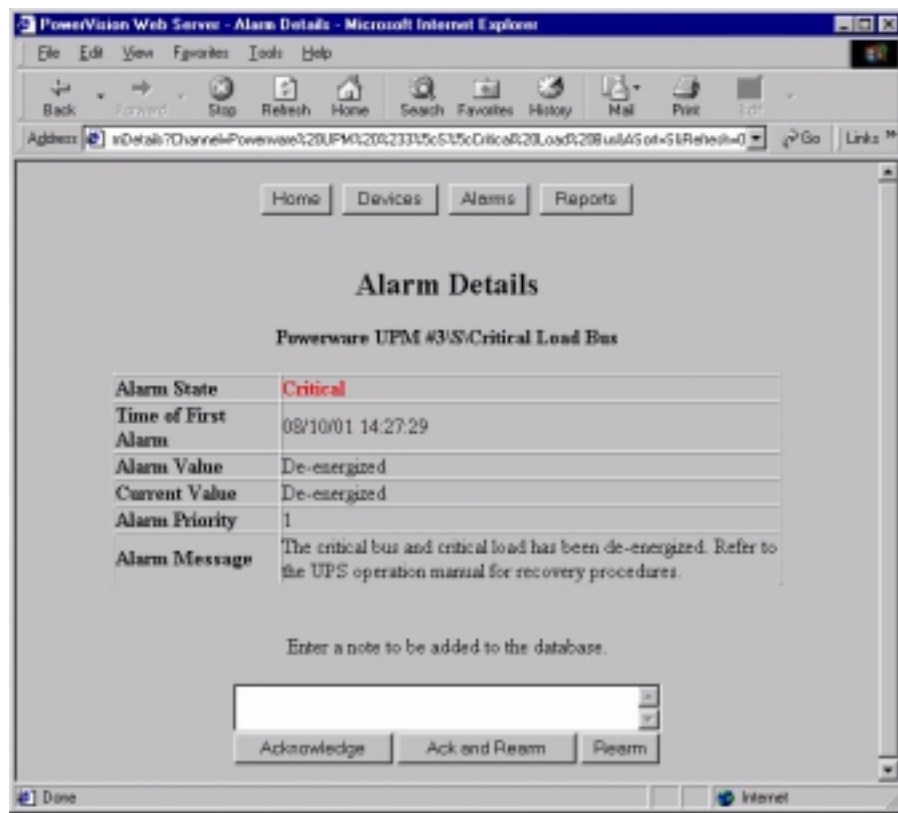 PowerVision Web Server - Alarm Details - Microsoft Internet Explorer
File Edit View Favorites Tools Help
Back Forward Stop Refresh Home Search Favorites History Mail Print Edit
Address Go Links »
Home Devices Alarms Reports
Alarm Details
Powerware UPM #3\S\Critical Load Bus
Alarm State Critical
Time of First
Alarm
08/10/01 14:27:29
Alarm Value De-energized
Current Value De-energized
Alarm Priority 1
Alarm Message
The critical bus and critical load has been de-energized. Refer to
the UPS operation manual for recovery procedures.
Enter a note to be added to the database.
Acknowledge Ack and Rearm Rearm
Done Internet